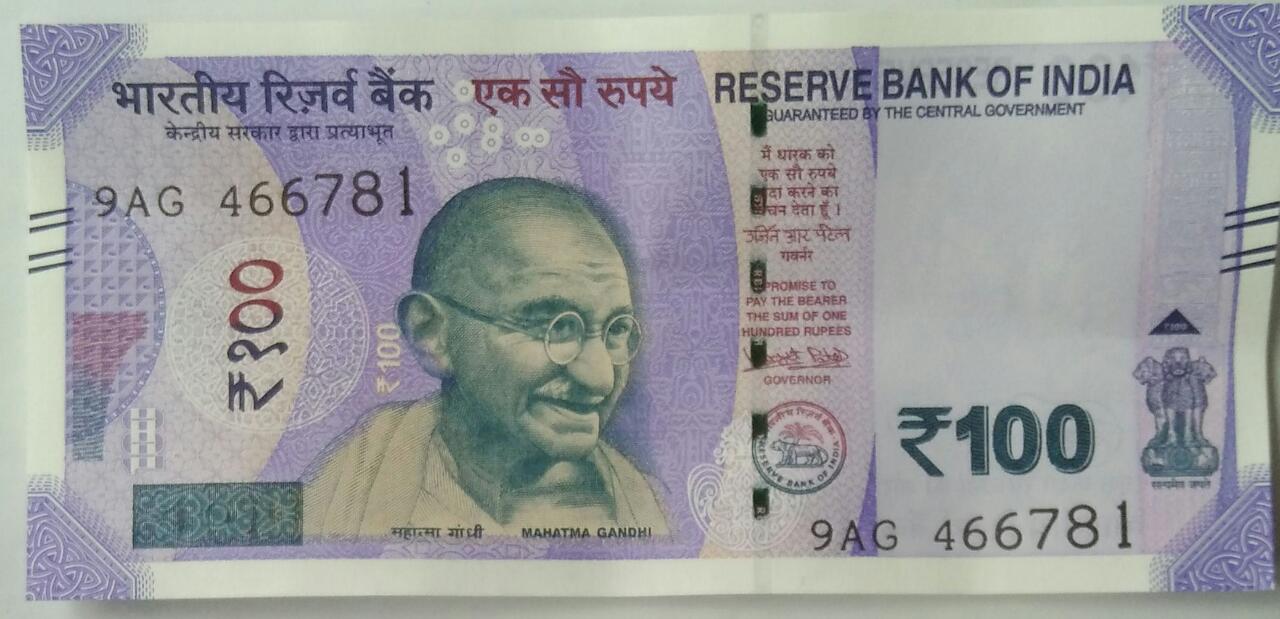 भारतीय रिज़र्व बैंक
केन्द्रीय सरकार द्वारा प्रत्याभूत
एक सौ रुपये
RESERVE BANK OF INDIA
GUARANTEED BY THE CENTRAL GOVERNMENT
9AG 466781
₹१००
₹100
मैं धारक को
एक सौ रुपये
अदा करने का
वचन देता हूँ ।
उर्जित आर पटेल
गवर्नर
I PROMISE TO
PAY THE BEARER
THE SUM OF ONE
HUNDRED RUPEES
GOVERNOR
भारतीय रिज़र्व बैंक
RESERVE BANK OF INDIA
₹100
₹100
सत्यमेव जयते
महात्मा गांधी
MAHATMA GANDHI
9AG 466781